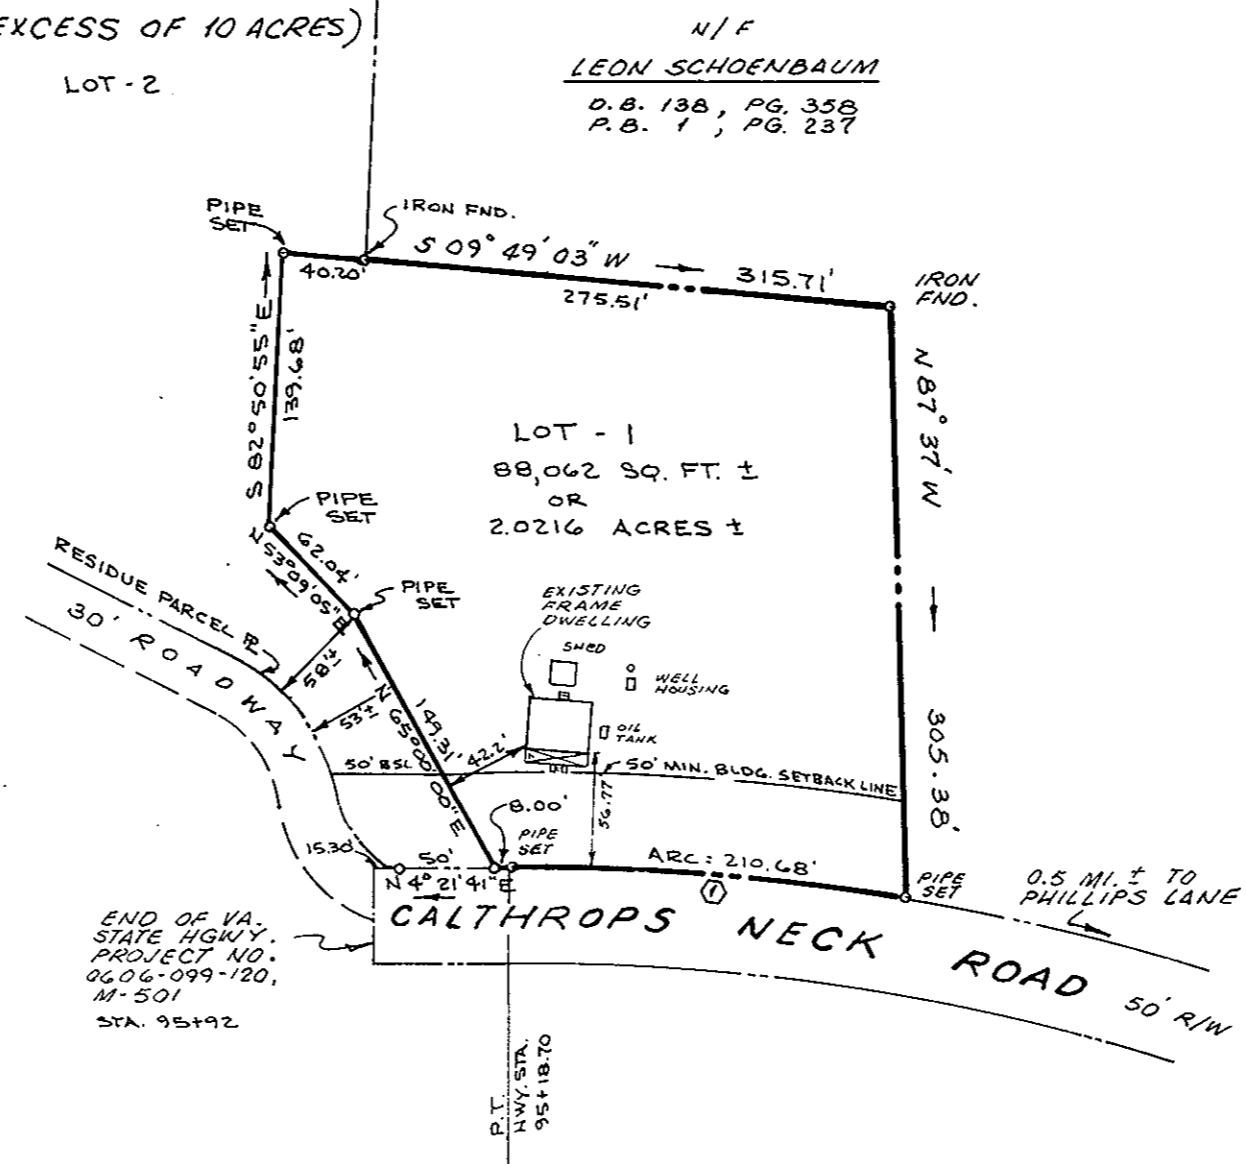 EXCESS OF 10 ACRES)
LOT - 2
N/F
LEON SCHOENBAUM
D.B. 138, PG. 358
P.B. 1, PG. 237
PIPE
SET
IRON FND.
S 09° 49' 03" W
315.71'
40.20'
275.51'
IRON
FND.
S 82° 50' 55" E
139.68'
N 87° 37' W
305.38'
LOT - 1
88,062 SQ. FT. ±
OR
2.0216 ACRES ±
PIPE
SET
62.04'
N 53° 09' 05" E
PIPE
SET
RESIDUE PARCEL PL
30' ROADWAY
58'±
53'±
149.31'
N 65° 00' 00" E
42.2'
EXISTING
FRAME
DWELLING
SHED
WELL
HOUSING
OIL
TANK
50' BSL
50' MIN. BLDG. SETBACK LINE
56.77
8.00'
PIPE
SET
15.30'
50'
N 4° 21' 41" E
ARC: 210.68'
1
PIPE
SET
0.5 MI. ± TO
PHILLIPS LANE
CALTHROPS NECK ROAD
50' R/W
END OF VA.
STATE HGWY.
PROJECT NO.
0606-099-120,
M-501
STA. 95+92
P.T.
HWY. STA.
95+18.70